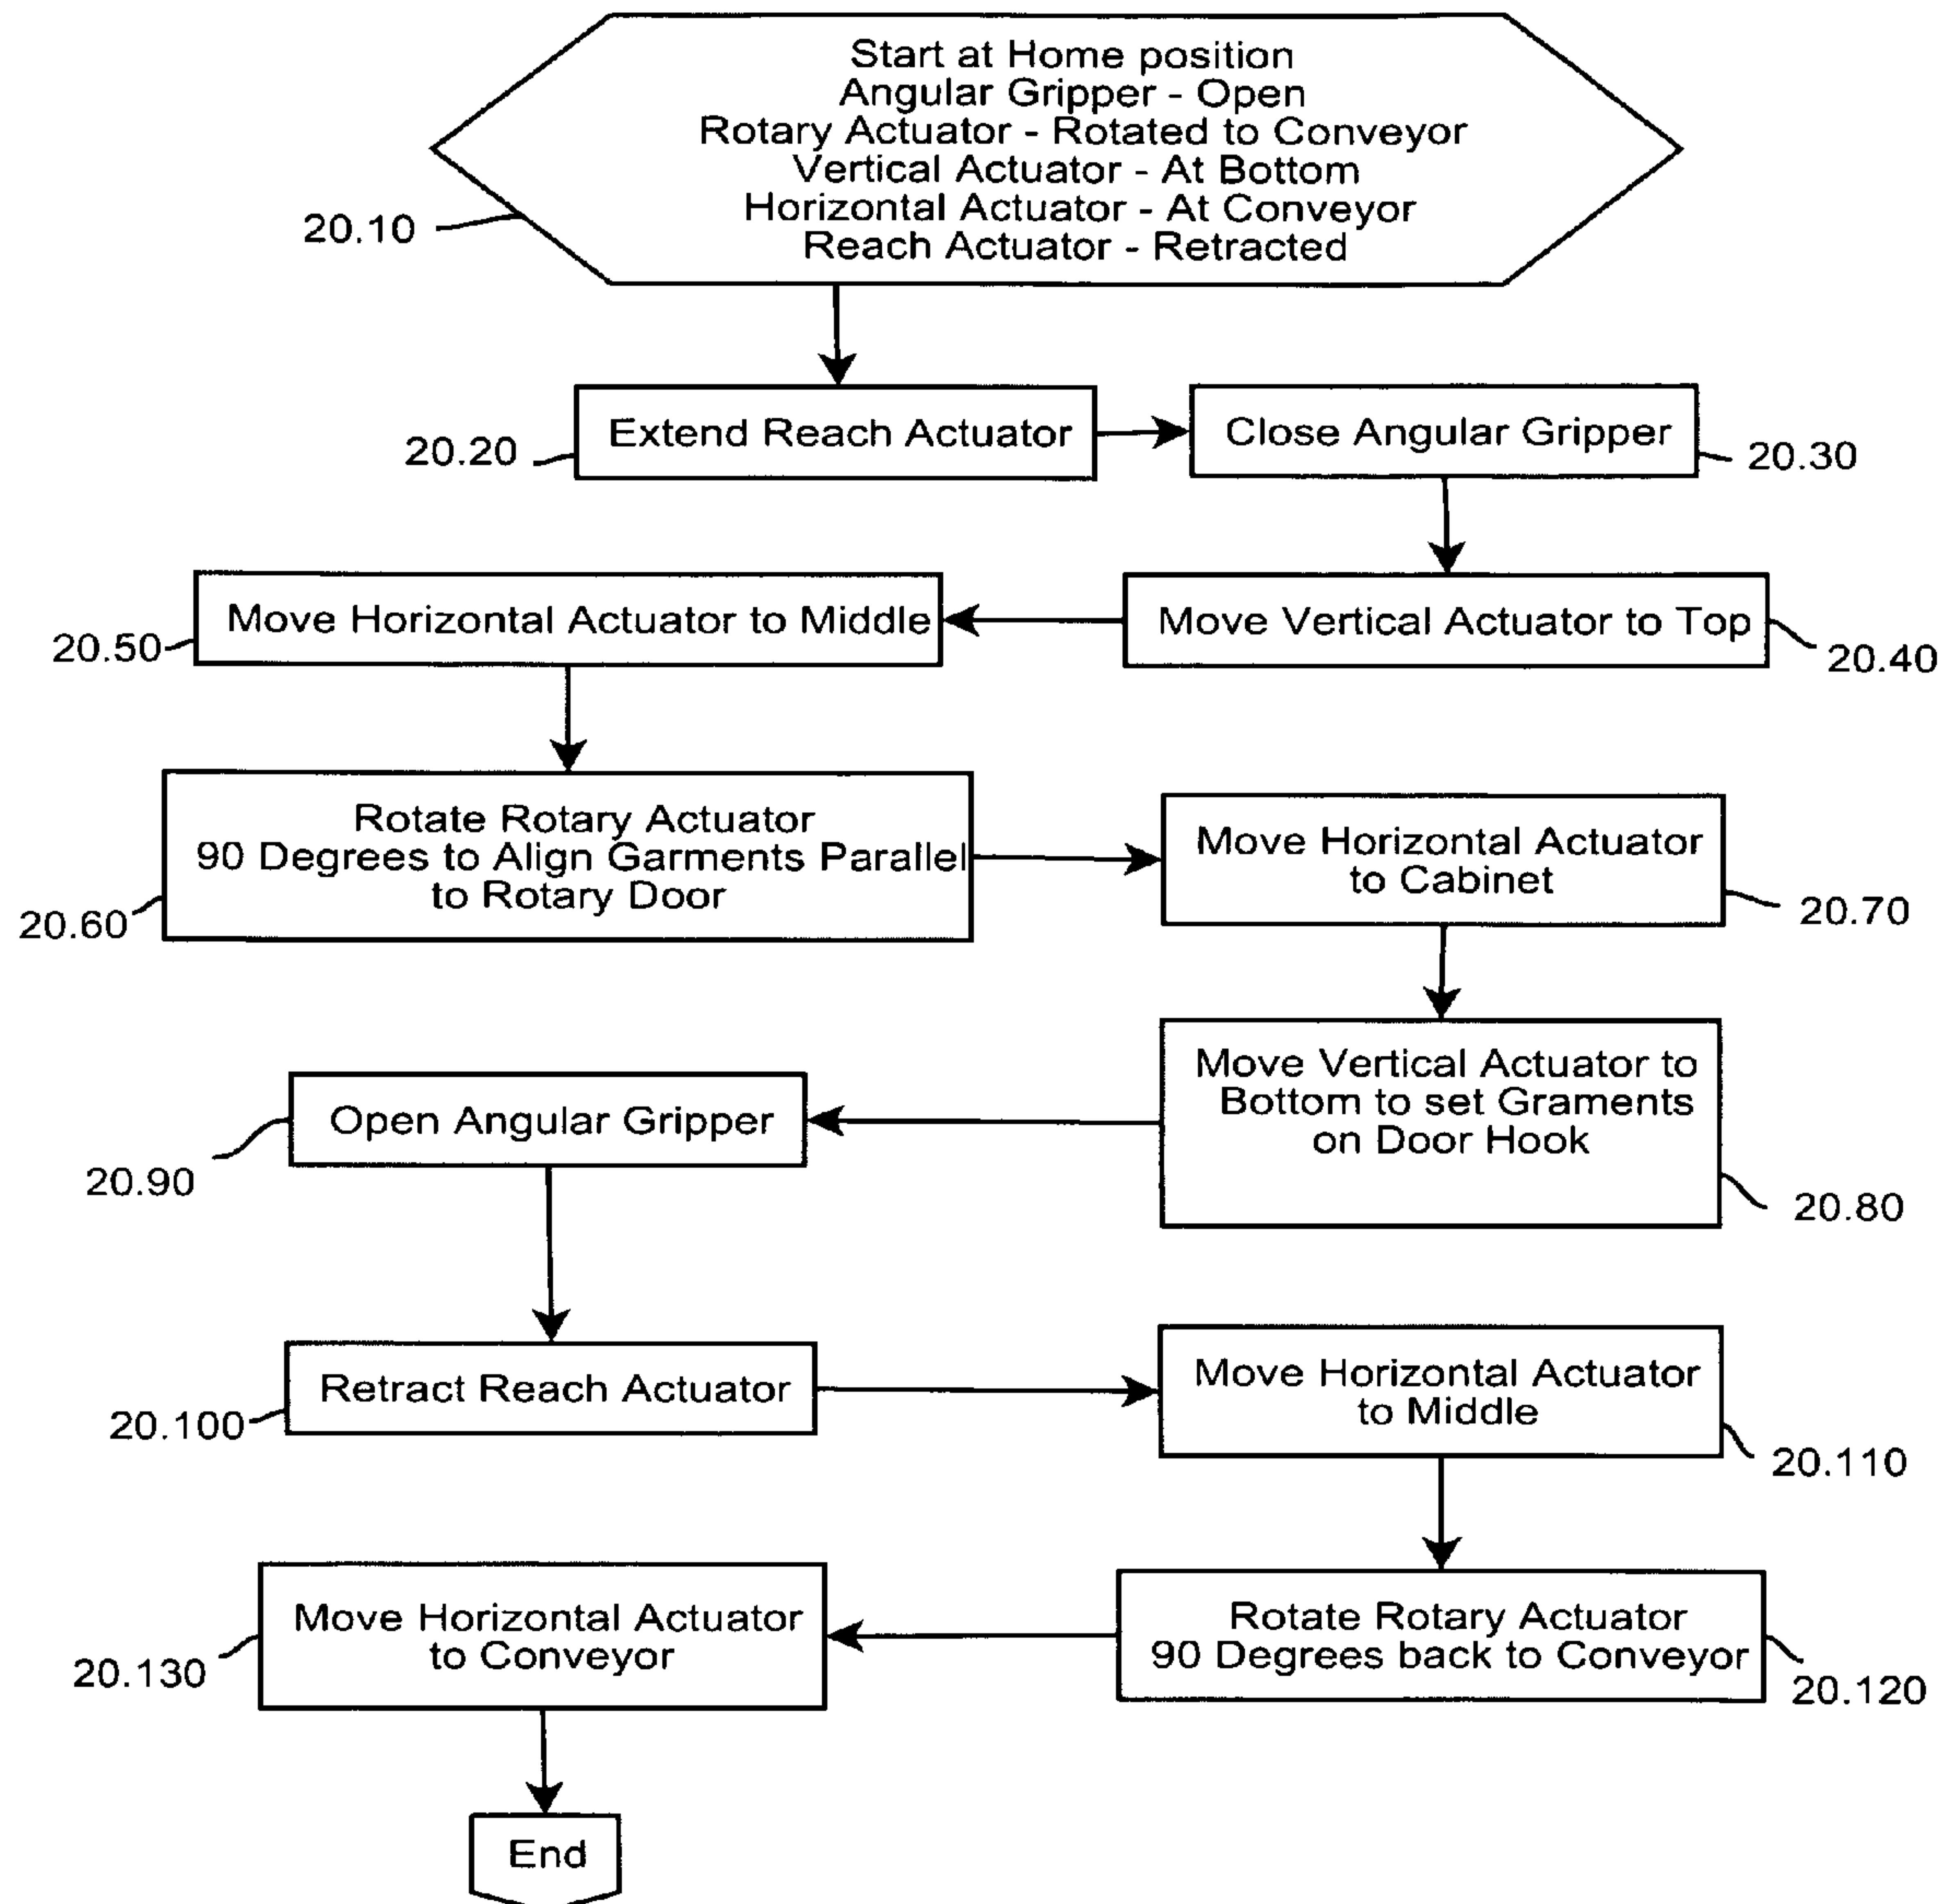 Start at Home position
Angular Gripper - Open
Rotary Actuator - Rotated to Conveyor
Vertical Actuator - At Bottom
Horizontal Actuator - At Conveyor
Reach Actuator - Retracted
20.10
Extend Reach Actuator
20.20
Close Angular Gripper
20.30
Move Vertical Actuator to Top
20.40
Move Horizontal Actuator to Middle
20.50
Rotate Rotary Actuator
90 Degrees to Align Garments Parallel
to Rotary Door
20.60
Move Horizontal Actuator
to Cabinet
20.70
Move Vertical Actuator to
Bottom to set Graments
on Door Hook
20.80
Open Angular Gripper
20.90
Retract Reach Actuator
20.100
Move Horizontal Actuator
to Middle
20.110
Rotate Rotary Actuator
90 Degrees back to Conveyor
20.120
Move Horizontal Actuator
to Conveyor
20.130
End